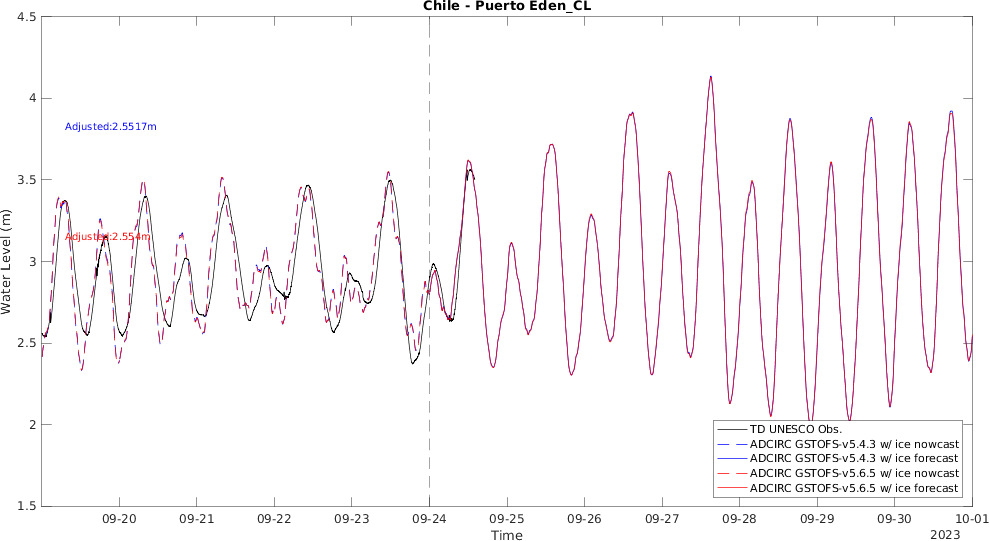 Chile - Puerto Eden_CL
4.5
4
3.5
3
2.5
2
1.5
Water Level (m)
Adjusted:2.5517m
Adjusted:2.554m
TD UNESCO Obs.
ADCIRC GSTOFS-v5.4.3 w/ ice nowcast
ADCIRC GSTOFS-v5.4.3 w/ ice forecast
ADCIRC GSTOFS-v5.6.5 w/ ice nowcast
ADCIRC GSTOFS-v5.6.5 w/ ice forecast
09-20 09-21 09-22 09-23 09-24 09-25 09-26 09-27 09-28 09-29 09-30 10-01
Time
2023